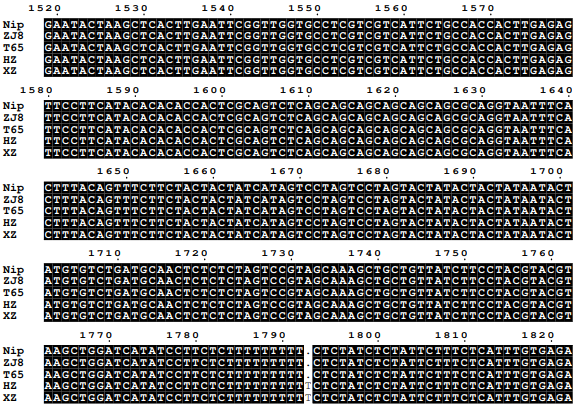 1520 1530 1540 1550 1560 1570
Nip GAATACTAAGCTCACTTGAATTCGGTTGGTGCCTCGTCGTCATTCTGCCACCACTTGAGAG
ZJ8 GAATACTAAGCTCACTTGAATTCGGTTGGTGCCTCGTCGTCATTCTGCCACCACTTGAGAG
T65 GAATACTAAGCTCACTTGAATTCGGTTGGTGCCTCGTCGTCATTCTGCCACCACTTGAGAG
HZ GAATACTAAGCTCACTTGAATTCGGTTGGTGCCTCGTCGTCATTCTGCCACCACTTGAGAG
XZ GAATACTAAGCTCACTTGAATTCGGTTGGTGCCTCGTCGTCATTCTGCCACCACTTGAGAG
1580 1590 1600 1610 1620 1630 1640
Nip TTCCTTCATACACACACCACTCGCAGTCTCAGCAGCAGCAGCAGCAGCGCAGGTAATTTCA
ZJ8 TTCCTTCATACACACACCACTCGCAGTCTCAGCAGCAGCAGCAGCAGCGCAGGTAATTTCA
T65 TTCCTTCATACACACACCACTCGCAGTCTCAGCAGCAGCAGCAGCAGCGCAGGTAATTTCA
HZ TTCCTTCATACACACACCACTCGCAGTCTCAGCAGCAGCAGCAGCAGCGCAGGTAATTTCA
XZ TTCCTTCATACACACACCACTCGCAGTCTCAGCAGCAGCAGCAGCAGCGCAGGTAATTTCA
1650 1660 1670 1680 1690 1700
Nip CTTTACAGTTTCTTCTACTACTATCATAGTCCTAGTCCTAGTACTATACTACTATAATACT
ZJ8 CTTTACAGTTTCTTCTACTACTATCATAGTCCTAGTCCTAGTACTATACTACTATAATACT
T65 CTTTACAGTTTCTTCTACTACTATCATAGTCCTAGTCCTAGTACTATACTACTATAATACT
HZ CTTTACAGTTTCTTCTACTACTATCATAGTCCTAGTCCTAGTACTATACTACTATAATACT
XZ CTTTACAGTTTCTTCTACTACTATCATAGTCCTAGTCCTAGTACTATACTACTATAATACT
1710 1720 1730 1740 1750 1760
Nip ATGTGTCTGATGCAACTCTCTCTAGTCCGTAGCAAAGCTGCTGTTATCTTCCTACGTACGT
ZJ8 ATGTGTCTGATGCAACTCTCTCTAGTCCGTAGCAAAGCTGCTGTTATCTTCCTACGTACGT
T65 ATGTGTCTGATGCAACTCTCTCTAGTCCGTAGCAAAGCTGCTGTTATCTTCCTACGTACGT
HZ ATGTGTCTGATGCAACTCTCTCTAGTCCGTAGCAAAGCTGCTGTTATCTTCCTACGTACGT
XZ ATGTGTCTGATGCAACTCTCTCTAGTCCGTAGCAAAGCTGCTGTTATCTTCCTACGTACGT
1770 1780 1790 1800 1810 1820
Nip AAGCTGGATCATATCCTTCTCTTTTTTTTT.CTCTATCTCTATTCTTTCTCATTTGTGAGA
ZJ8 AAGCTGGATCATATCCTTCTCTTTTTTTTT.CTCTATCTCTATTCTTTCTCATTTGTGAGA
T65 AAGCTGGATCATATCCTTCTCTTTTTTTTT.CTCTATCTCTATTCTTTCTCATTTGTGAGA
HZ AAGCTGGATCATATCCTTCTCTTTTTTTTTTCTCTATCTCTATTCTTTCTCATTTGTGAGA
XZ AAGCTGGATCATATCCTTCTCTTTTTTTTTTCTCTATCTCTATTCTTTCTCATTTGTGAGA